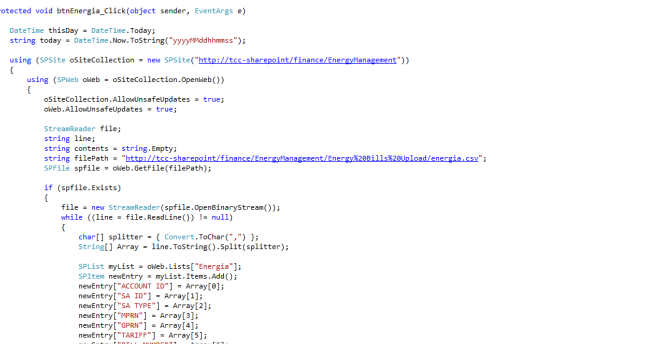 rotected void btnEnergia_Click(object sender, EventArgs e)
DateTime thisDay = DateTime.Today;
string today = DateTime.Now.ToString("yyyyMMddhhmmss");
using (SPSite oSiteCollection = new SPSite("http://tcc-sharepoint/finance/EnergyManagement"))
{
using (SPWeb oWeb = oSiteCollection.OpenWeb())
{
oSiteCollection.AllowUnsafeUpdates = true;
oWeb.AllowUnsafeUpdates = true;
StreamReader file;
string line;
string contents = string.Empty;
string filePath = "http://tcc-sharepoint/finance/EnergyManagement/Energy%20Bills%20Upload/energia.csv";
SPFile spfile = oWeb.GetFile(filePath);
if (spfile.Exists)
{
file = new StreamReader(spfile.OpenBinaryStream());
while ((line = file.ReadLine()) != null)
{
char[] splitter = { Convert.ToChar(",") };
String[] Array = line.ToString().Split(splitter);
SPList myList = oWeb.Lists["Energia"];
SPItem newEntry = myList.Items.Add();
newEntry["ACCOUNT ID"] = Array[0];
newEntry["SA ID"] = Array[1];
newEntry["SA TYPE"] = Array[2];
newEntry["MPRN"] = Array[3];
newEntry["GPRN"] = Array[4];
newEntry["TARIFF"] = Array[5];